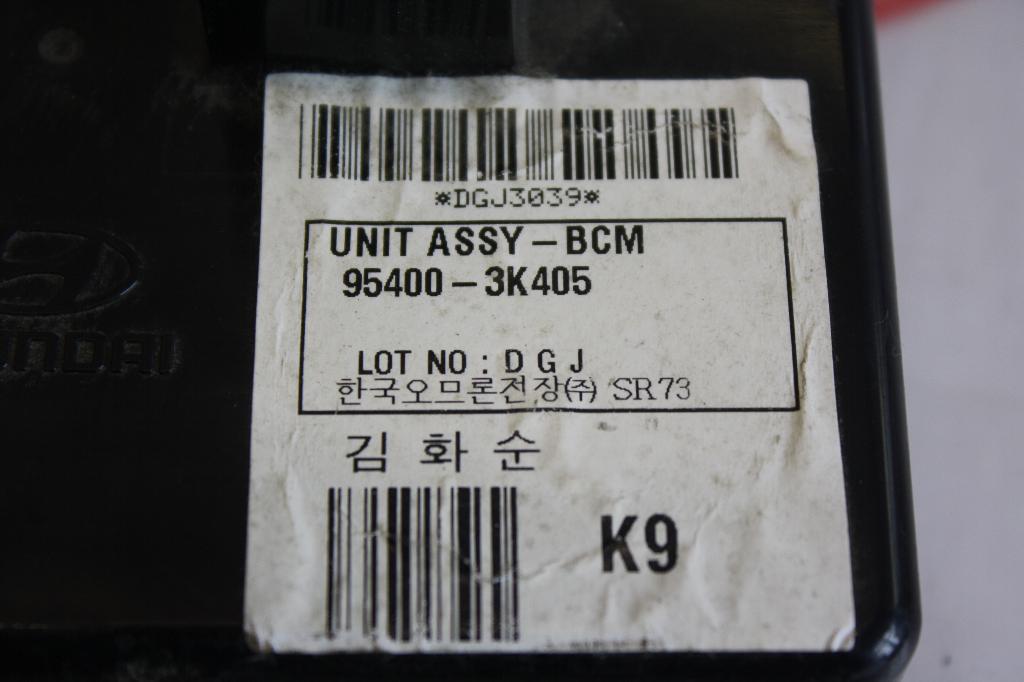 *DGJ3039*
UNIT ASSY – BCM
95400 – 3K405
LOT NO : D G J
한국오므론전장㈜ SR73
김 화 순
K9
HYUNDAI